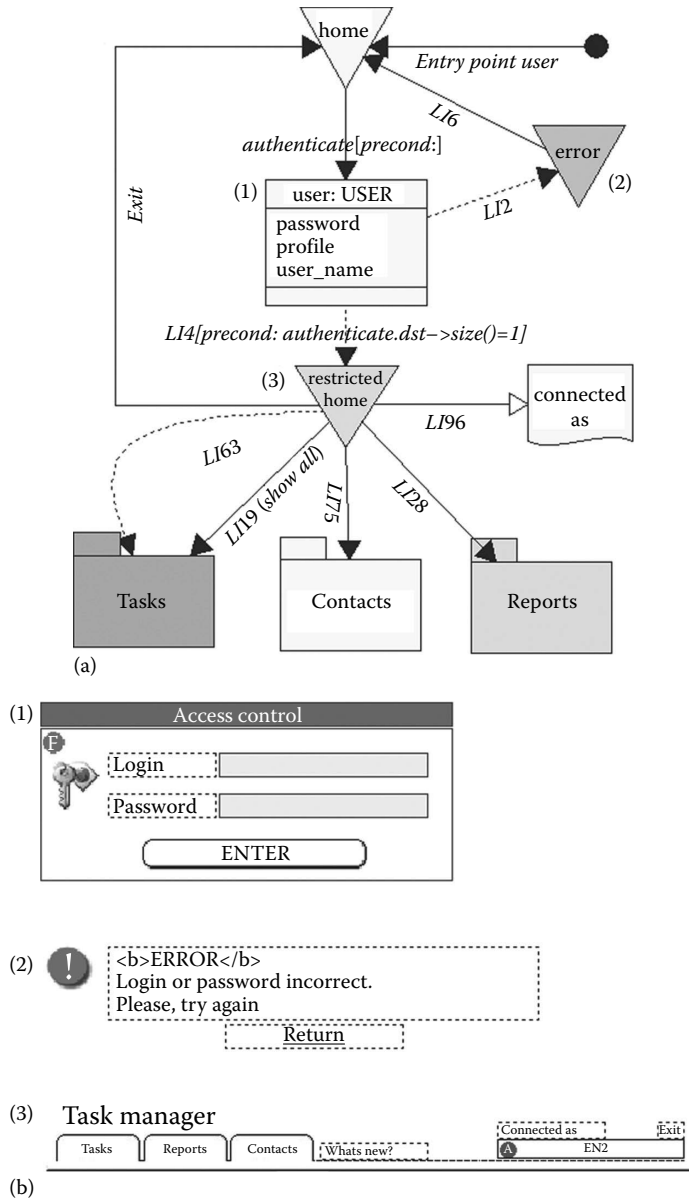 home
Entry point user
LI6
error
(2)
authenticate[precond:]
(1)
user: USER
password
profile
user_name
LI2
Exit
LI4[precond: authenticate.dst–>size()=1]
(3)
restricted
home
connected
as
LI96
LI63
LI19 (show all)
LI75
LI28
Tasks
Contacts
Reports
(a)
(1)
Access control
F
Login
Password
ENTER
(2)
!
<b>ERROR</b>
Login or password incorrect.
Please, try again
Return
(3)
Task manager
Tasks
Reports
Contacts
Whats new?
Connected as
Exit
A
EN2
(b)